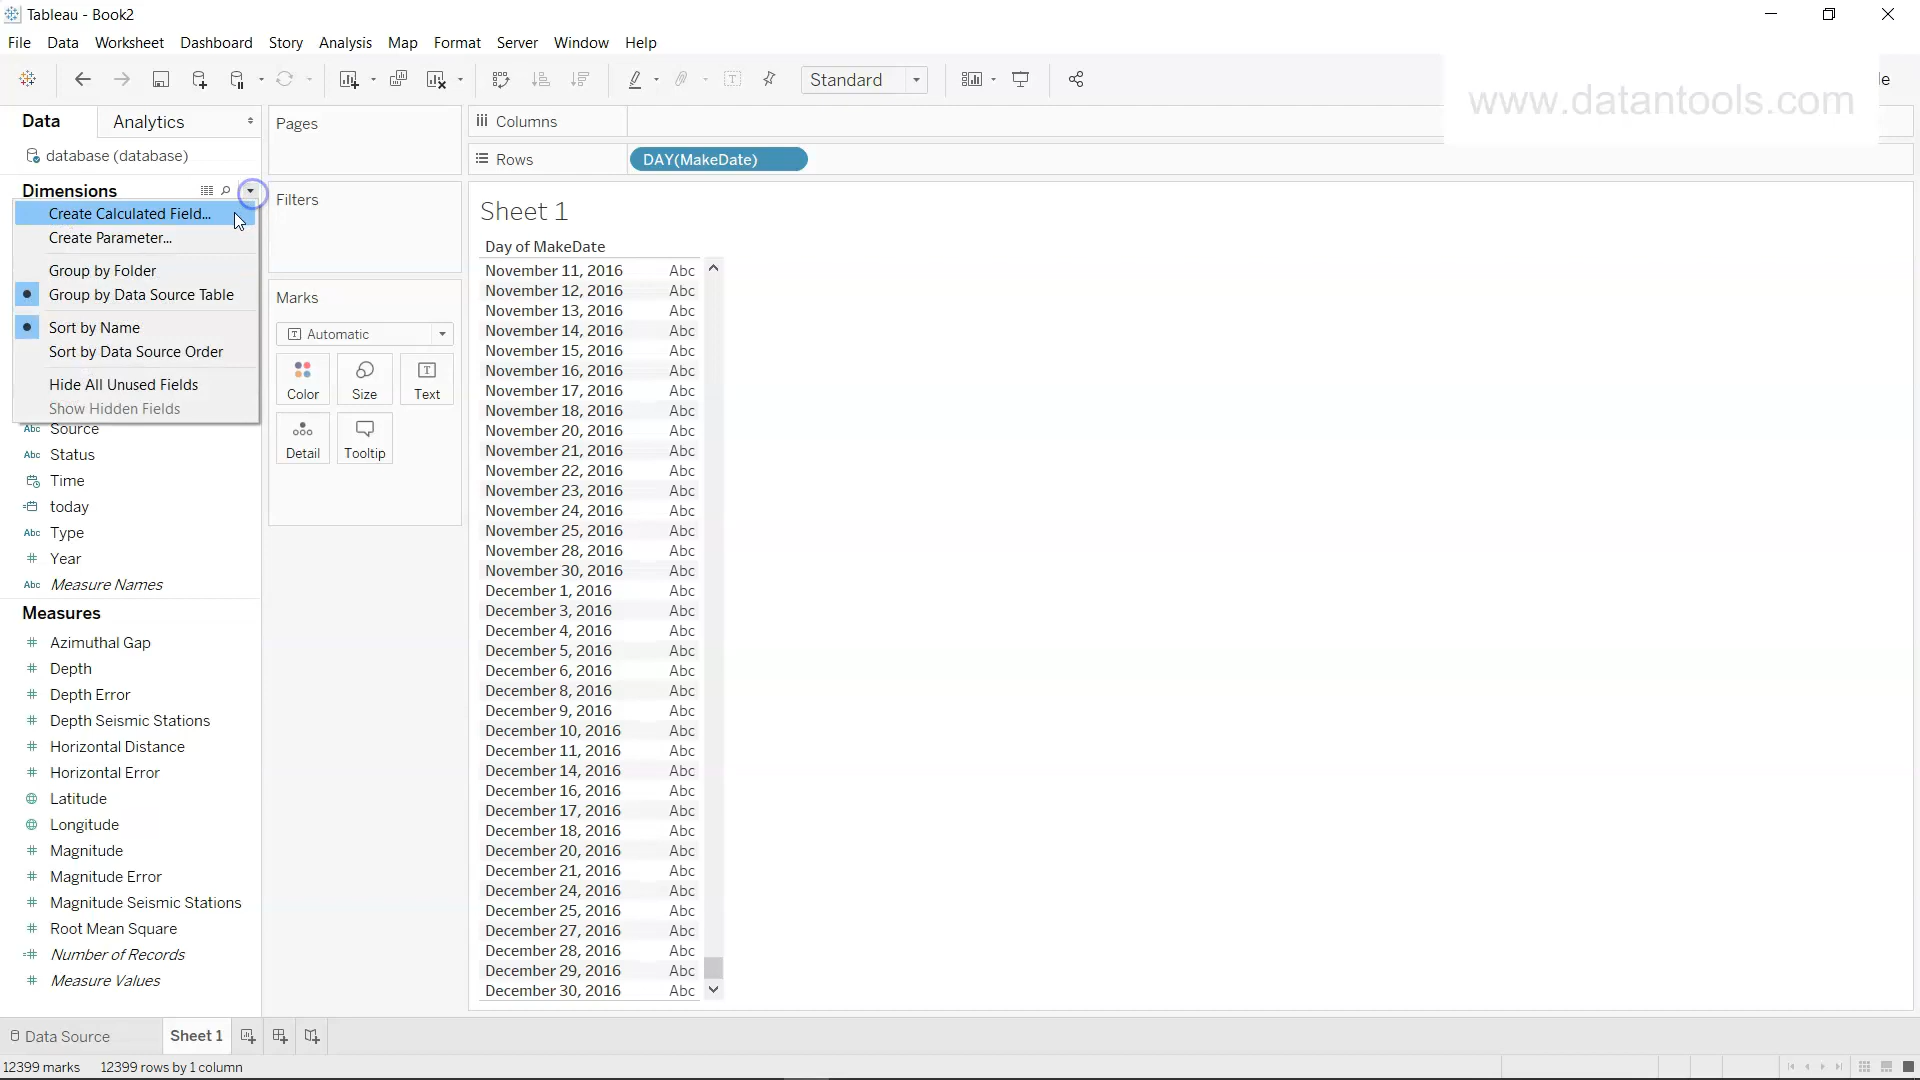 Tableau - Book2
File Data Worksheet Dashboard Story Analysis Map Format Server Window Help
Standard
www.datantools.com
e
Data Analytics
Pages
Columns
database (database)
Rows DAY(MakeDate)
Dimensions
Filters
Create Calculated Field...
Create Parameter...
Group by Folder
Group by Data Source Table
Sort by Name
Sort by Data Source Order
Hide All Unused Fields
Show Hidden Fields
Abc Source
Abc Status
Time
today
Abc Type
# Year
Abc Measure Names
Measures
# Azimuthal Gap
# Depth
# Depth Error
# Depth Seismic Stations
# Horizontal Distance
# Horizontal Error
Latitude
Longitude
# Magnitude
# Magnitude Error
# Magnitude Seismic Stations
# Root Mean Square
=# Number of Records
# Measure Values
Marks
T Automatic
Color Size Text
Detail Tooltip
Sheet 1
Day of MakeDate
November 11, 2016 Abc
November 12, 2016 Abc
November 13, 2016 Abc
November 14, 2016 Abc
November 15, 2016 Abc
November 16, 2016 Abc
November 17, 2016 Abc
November 18, 2016 Abc
November 20, 2016 Abc
November 21, 2016 Abc
November 22, 2016 Abc
November 23, 2016 Abc
November 24, 2016 Abc
November 25, 2016 Abc
November 28, 2016 Abc
November 30, 2016 Abc
December 1, 2016 Abc
December 3, 2016 Abc
December 4, 2016 Abc
December 5, 2016 Abc
December 6, 2016 Abc
December 8, 2016 Abc
December 9, 2016 Abc
December 10, 2016 Abc
December 11, 2016 Abc
December 14, 2016 Abc
December 16, 2016 Abc
December 17, 2016 Abc
December 18, 2016 Abc
December 20, 2016 Abc
December 21, 2016 Abc
December 24, 2016 Abc
December 25, 2016 Abc
December 27, 2016 Abc
December 28, 2016 Abc
December 29, 2016 Abc
December 30, 2016 Abc
Data Source Sheet 1
12399 marks 12399 rows by 1 column